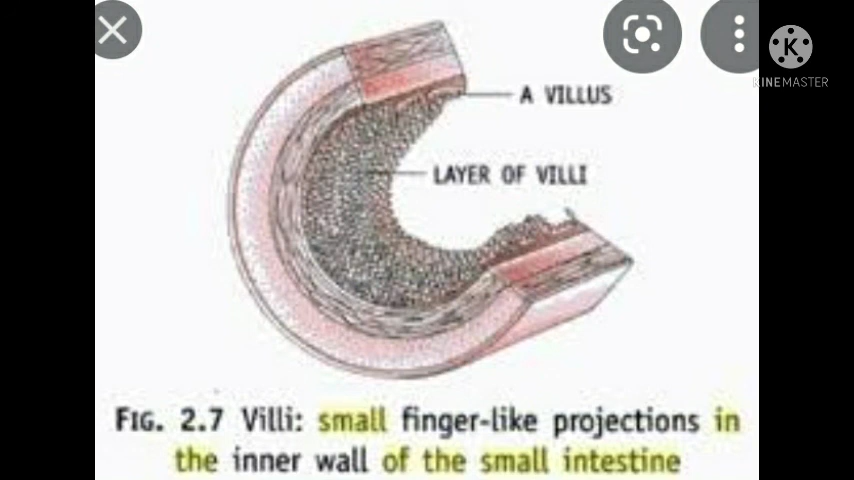 KINEMASTER
A VILLUS
LAYER OF VILLI
FIG. 2.7 Villi: small finger-like projections in
the inner wall of the small intestine